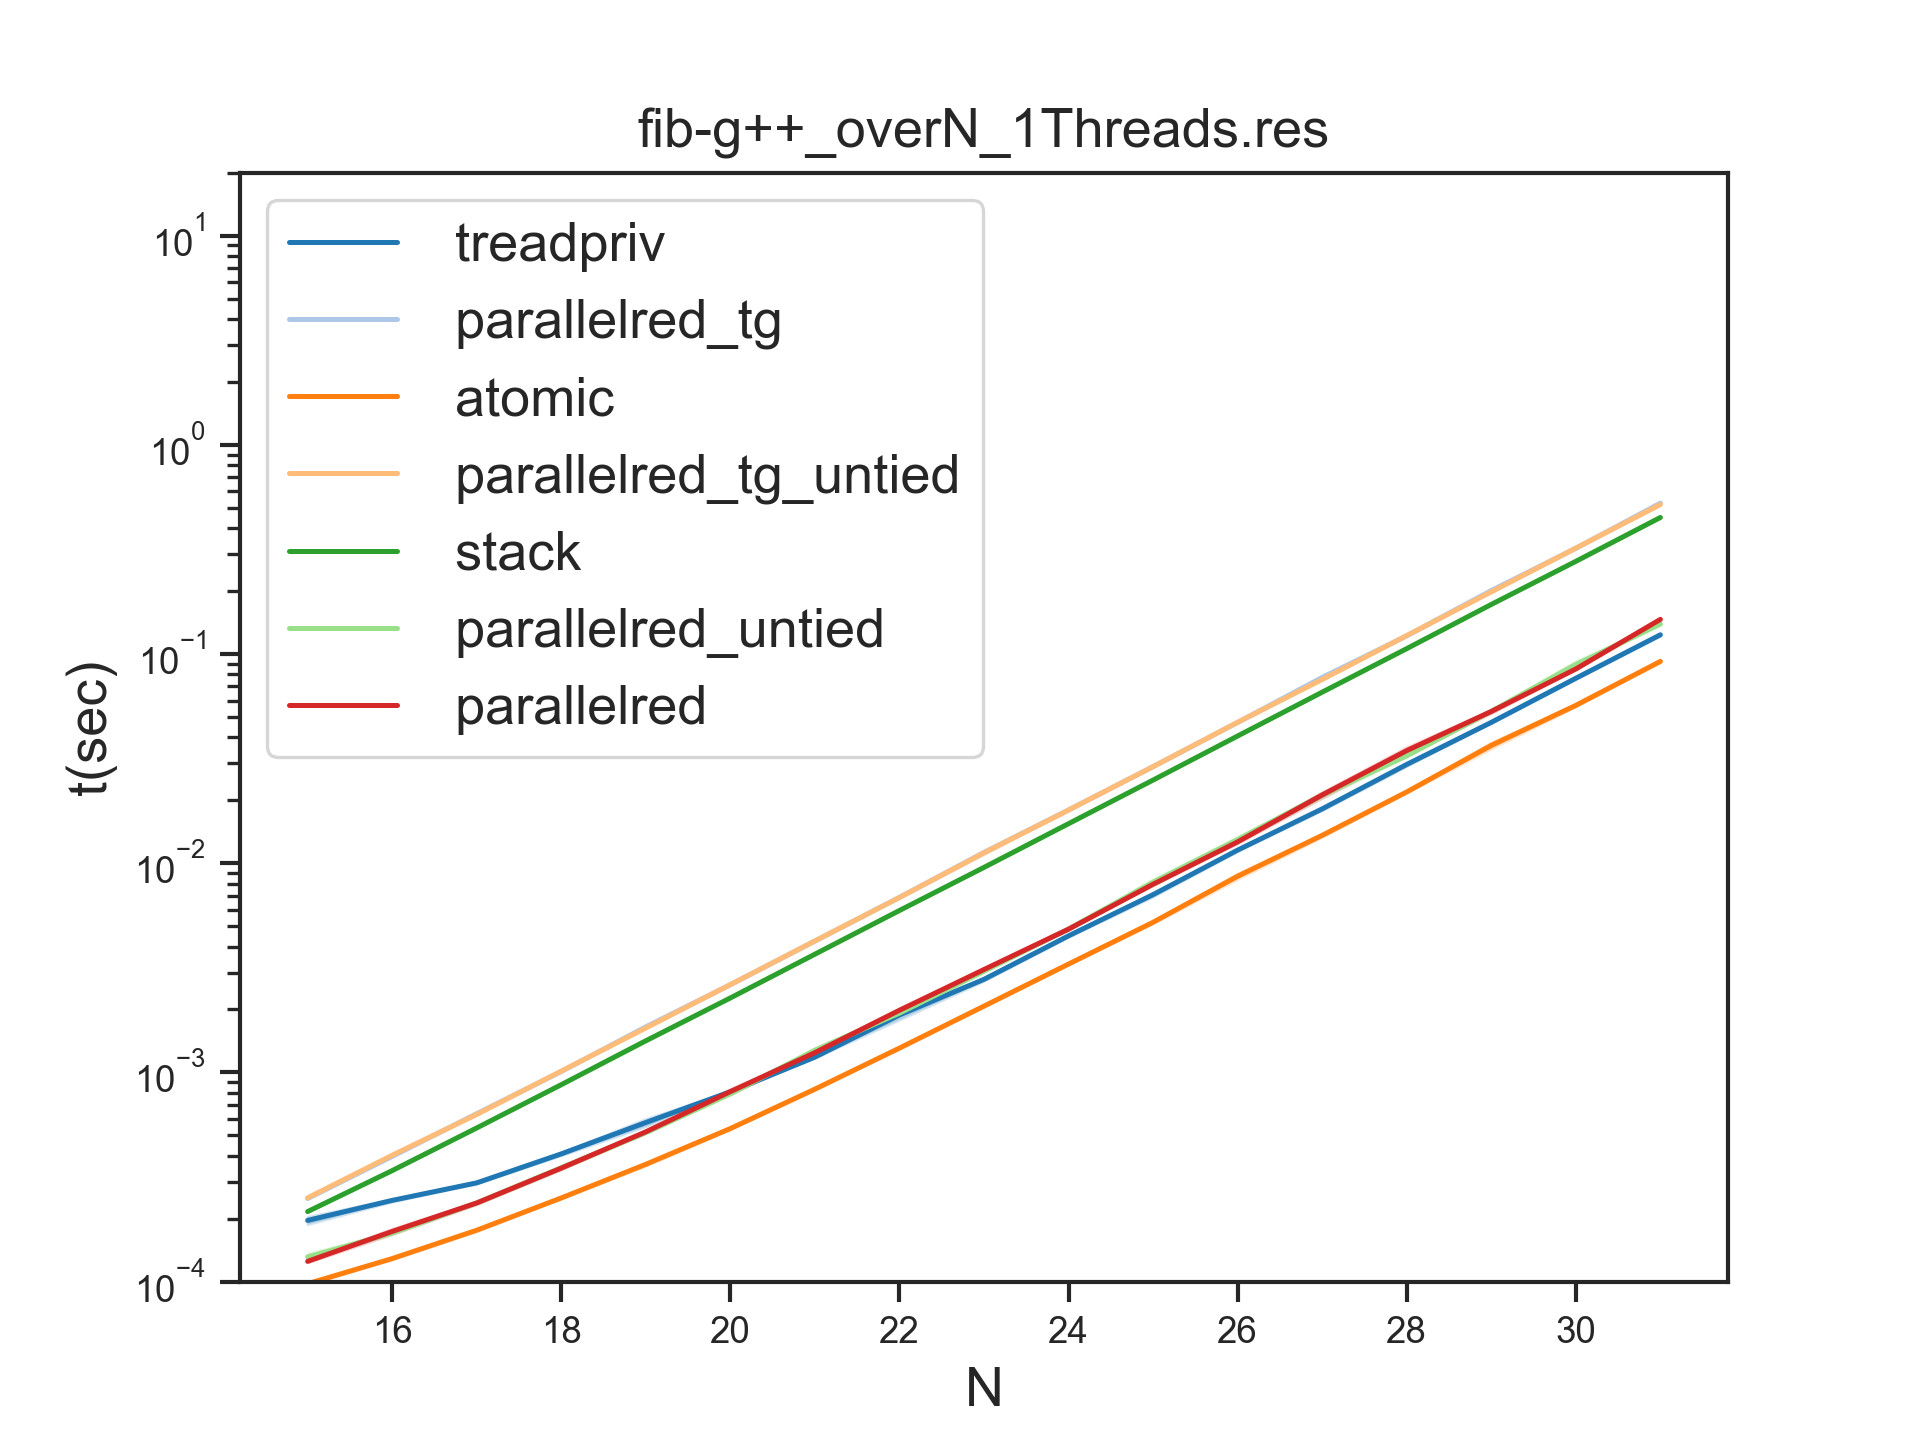 fib-g++_overN_1Threads.res
treadpriv
parallelred_tg
atomic
parallelred_tg_untied
stack
parallelred_untied
parallelred
t(sec)
10^1
10^0
10^−1
10^−2
10^−3
10^−4
16 18 20 22 24 26 28 30
N